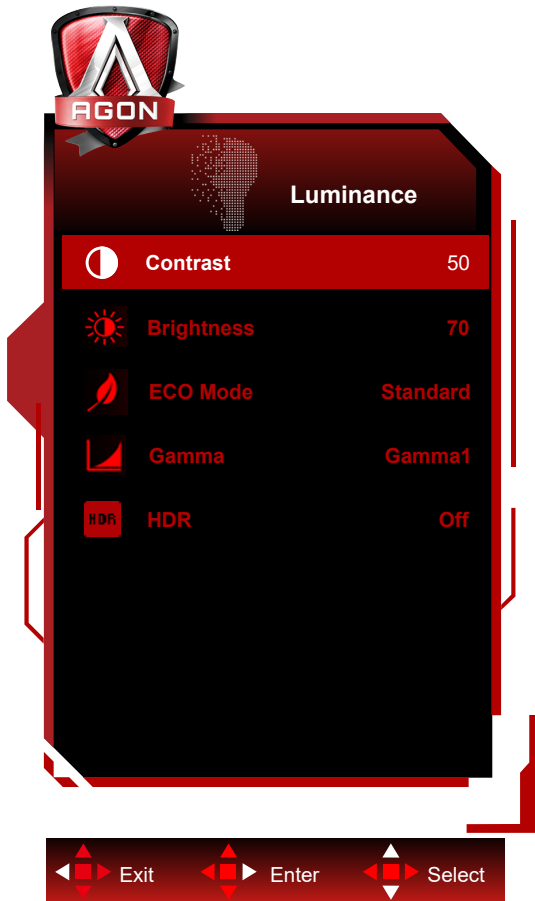 AGON
Luminance
Contrast 50
Brightness 70
ECO Mode Standard
Gamma Gamma1
HDR HDR Off
Exit Enter Select